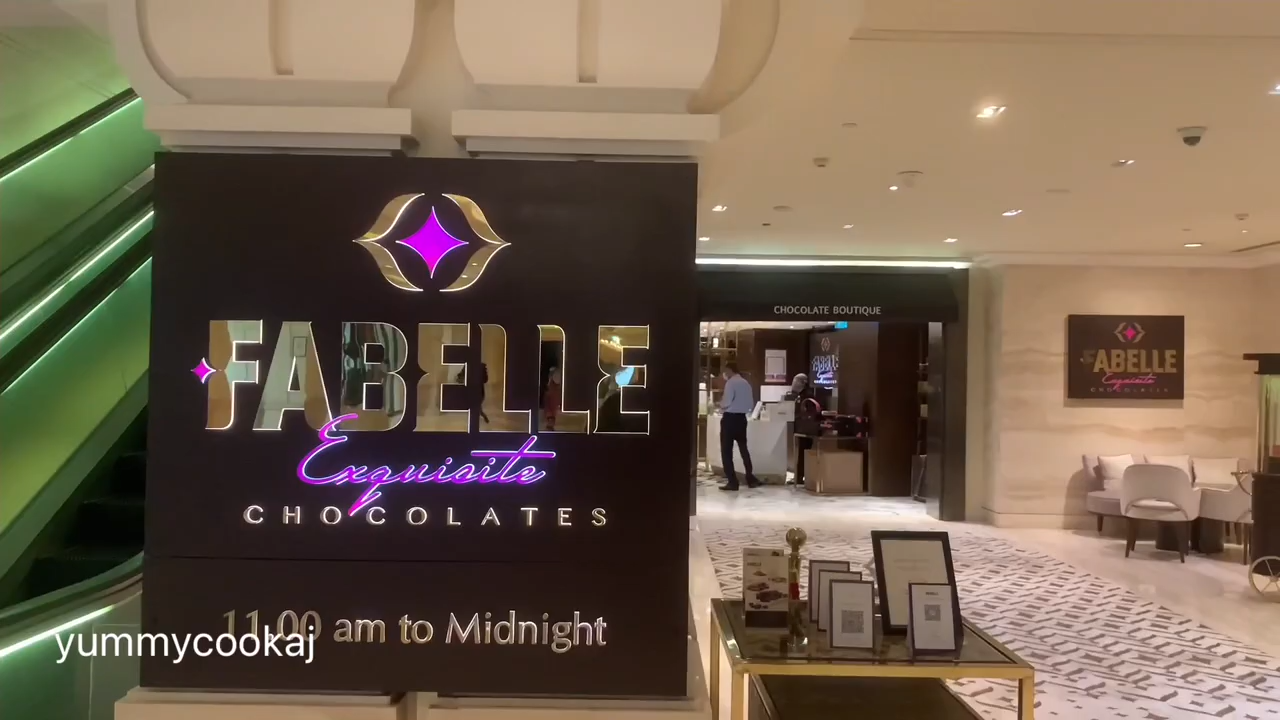 FABELLE
Exquisite
CHOCOLATES
11.00 am to Midnight
yummycookaj
CHOCOLATE BOUTIQUE
FABELLE
Exquisite
CHOCOLATES